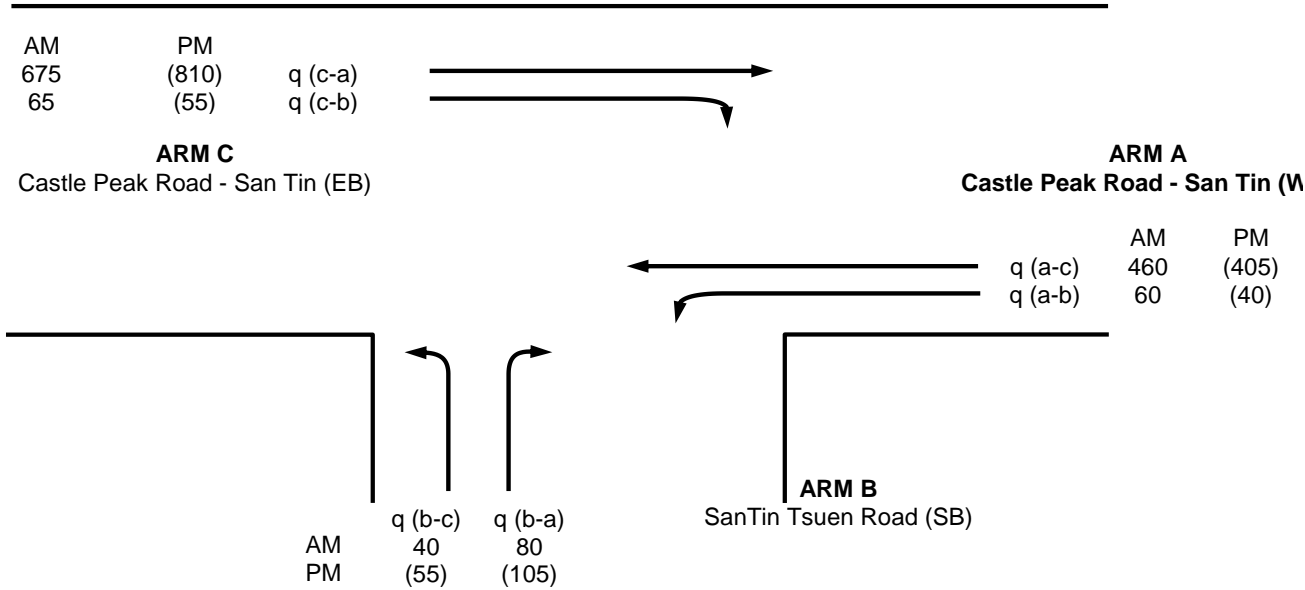 AM PM
675 (810) q (c-a)
65 (55) q (c-b)
ARM C
Castle Peak Road - San Tin (EB)
ARM A
Castle Peak Road - San Tin (W
AM PM
q (a-c) 460 (405)
q (a-b) 60 (40)
ARM B
SanTin Tsuen Road (SB)
q (b-c) q (b-a)
AM 40 80
PM (55) (105)